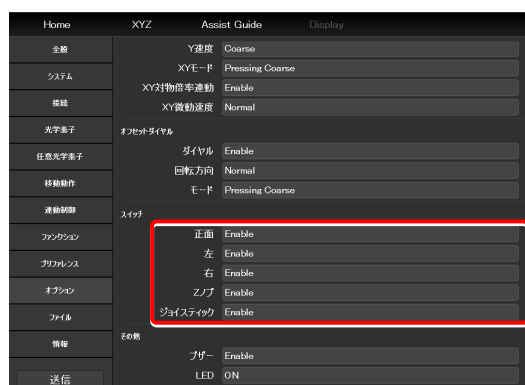 Home XYZ Assist Guide Display
全般
システム
接続
光学素子
任意光学素子
移動動作
連動制御
ファンクション
プリファレンス
オプション
ファイル
情報
送信
Y速度 Coarse
XYモード Pressing Coarse
XY対物倍率連動 Enable
XY微動速度 Normal
オフセットダイヤル
ダイヤル Enable
回転方向 Normal
モード Pressing Coarse
スイッチ
正面 Enable
左 Enable
右 Enable
Zノブ Enable
ジョイスティック Enable
その他
ブザー Enable
LED ON